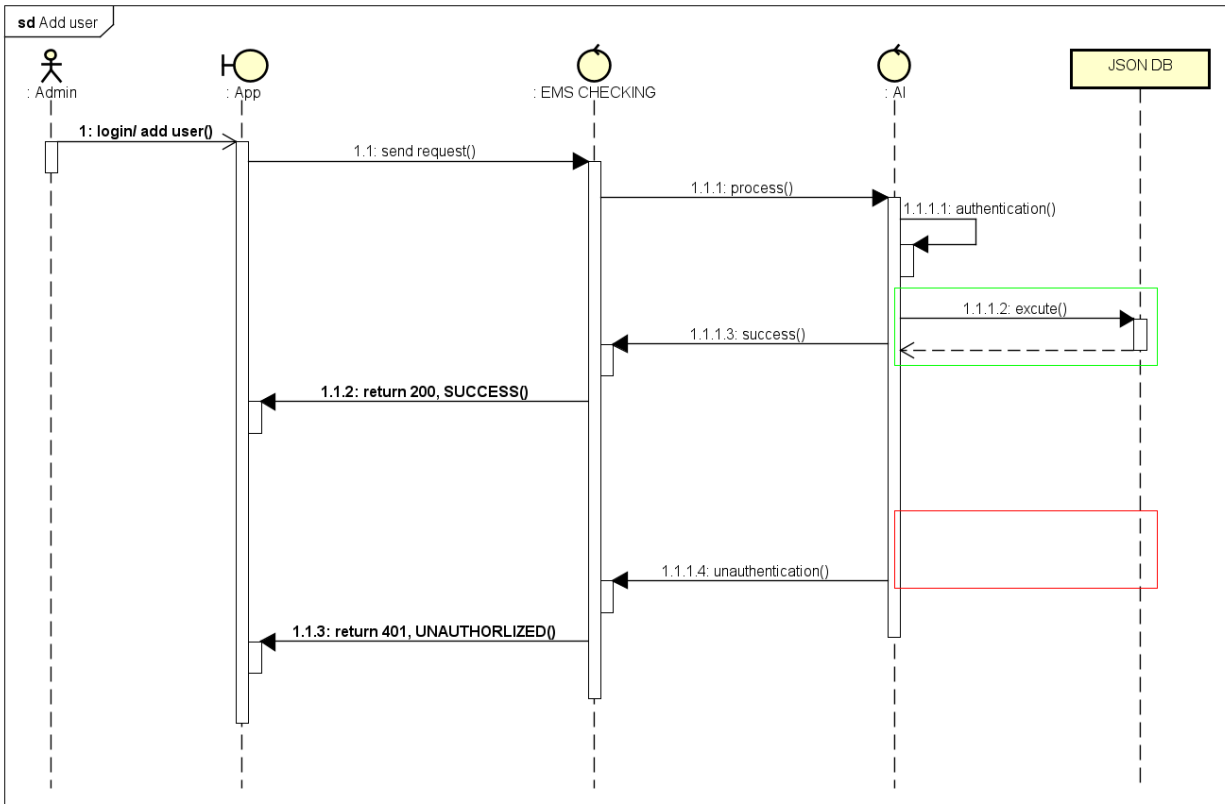 sd Add user
: Admin
: App
: EMS CHECKING
: AI
JSON DB
1: login/ add user()
1.1: send request()
1.1.1: process()
1.1.1.1: authentication()
1.1.1.2: excute()
1.1.1.3: success()
1.1.2: return 200, SUCCESS()
1.1.1.4: unauthentication()
1.1.3: return 401, UNAUTHORLIZED()